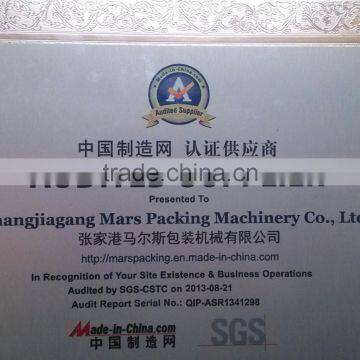 Made-in-China.com
Audited Supplier
中国制造网 认证供应商
trade.china.cn
Presented To
hangjiagang Mars Packing Machinery Co., Ltd
张家港马尔斯包装机械有限公司
http://marspacking.en.made-in-china.com
In Recognition of Your Site Existence & Business Operations
Audited by SGS-CSTC on 2013-08-21
Audit Report Serial No.: QIP-ASR1341298
Made-in-China.com
中国制造网
SGS